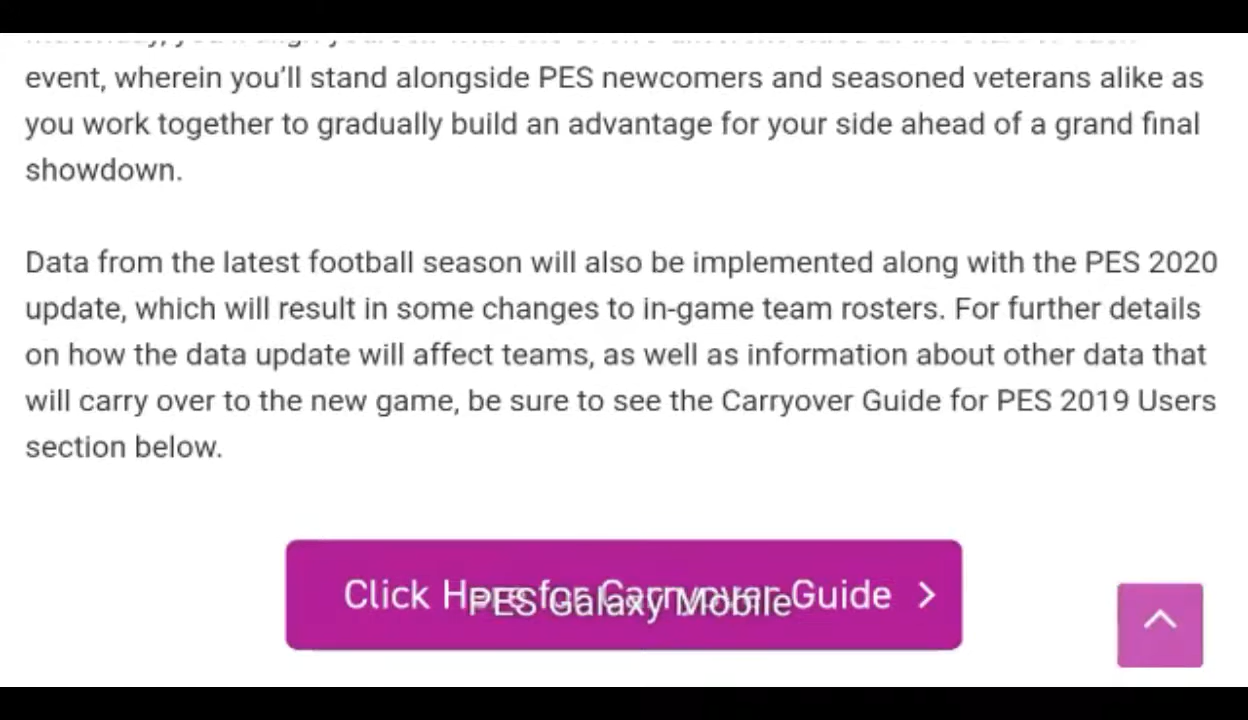 event, wherein you'll stand alongside PES newcomers and seasoned veterans alike as
you work together to gradually build an advantage for your side ahead of a grand final
showdown.
Data from the latest football season will also be implemented along with the PES 2020
update, which will result in some changes to in-game team rosters. For further details
on how the data update will affect teams, as well as information about other data that
will carry over to the new game, be sure to see the Carryover Guide for PES 2019 Users
section below.
Click Here for Carryover Guide
PES Galaxy Mobile